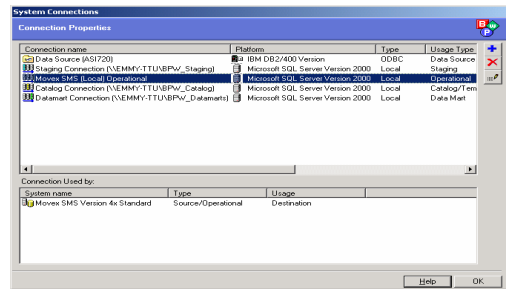 System Connections
Connection Properties
Connection name Platform Type Usage Type
Data Source (ASI720) IBM DB2/400 Version ODBC Data Source
Staging Connection (\\EMMY-TTU\BPW_Staging) Microsoft SQL Server Version 2000 Local Staging
Movex SMS (Local) Operational Microsoft SQL Server Version 2000 Local Operational
Catalog Connection (\\EMMY-TTU\BPW_Catalog) Microsoft SQL Server Version 2000 Local Catalog/Tem
Datamart Connection (\\EMMY-TTU\BPW_Datamarts) Microsoft SQL Server Version 2000 Local Data Mart
Connection Used by:
System name Type Usage
Movex SMS Version 4x Standard Source/Operational Destination
Help OK